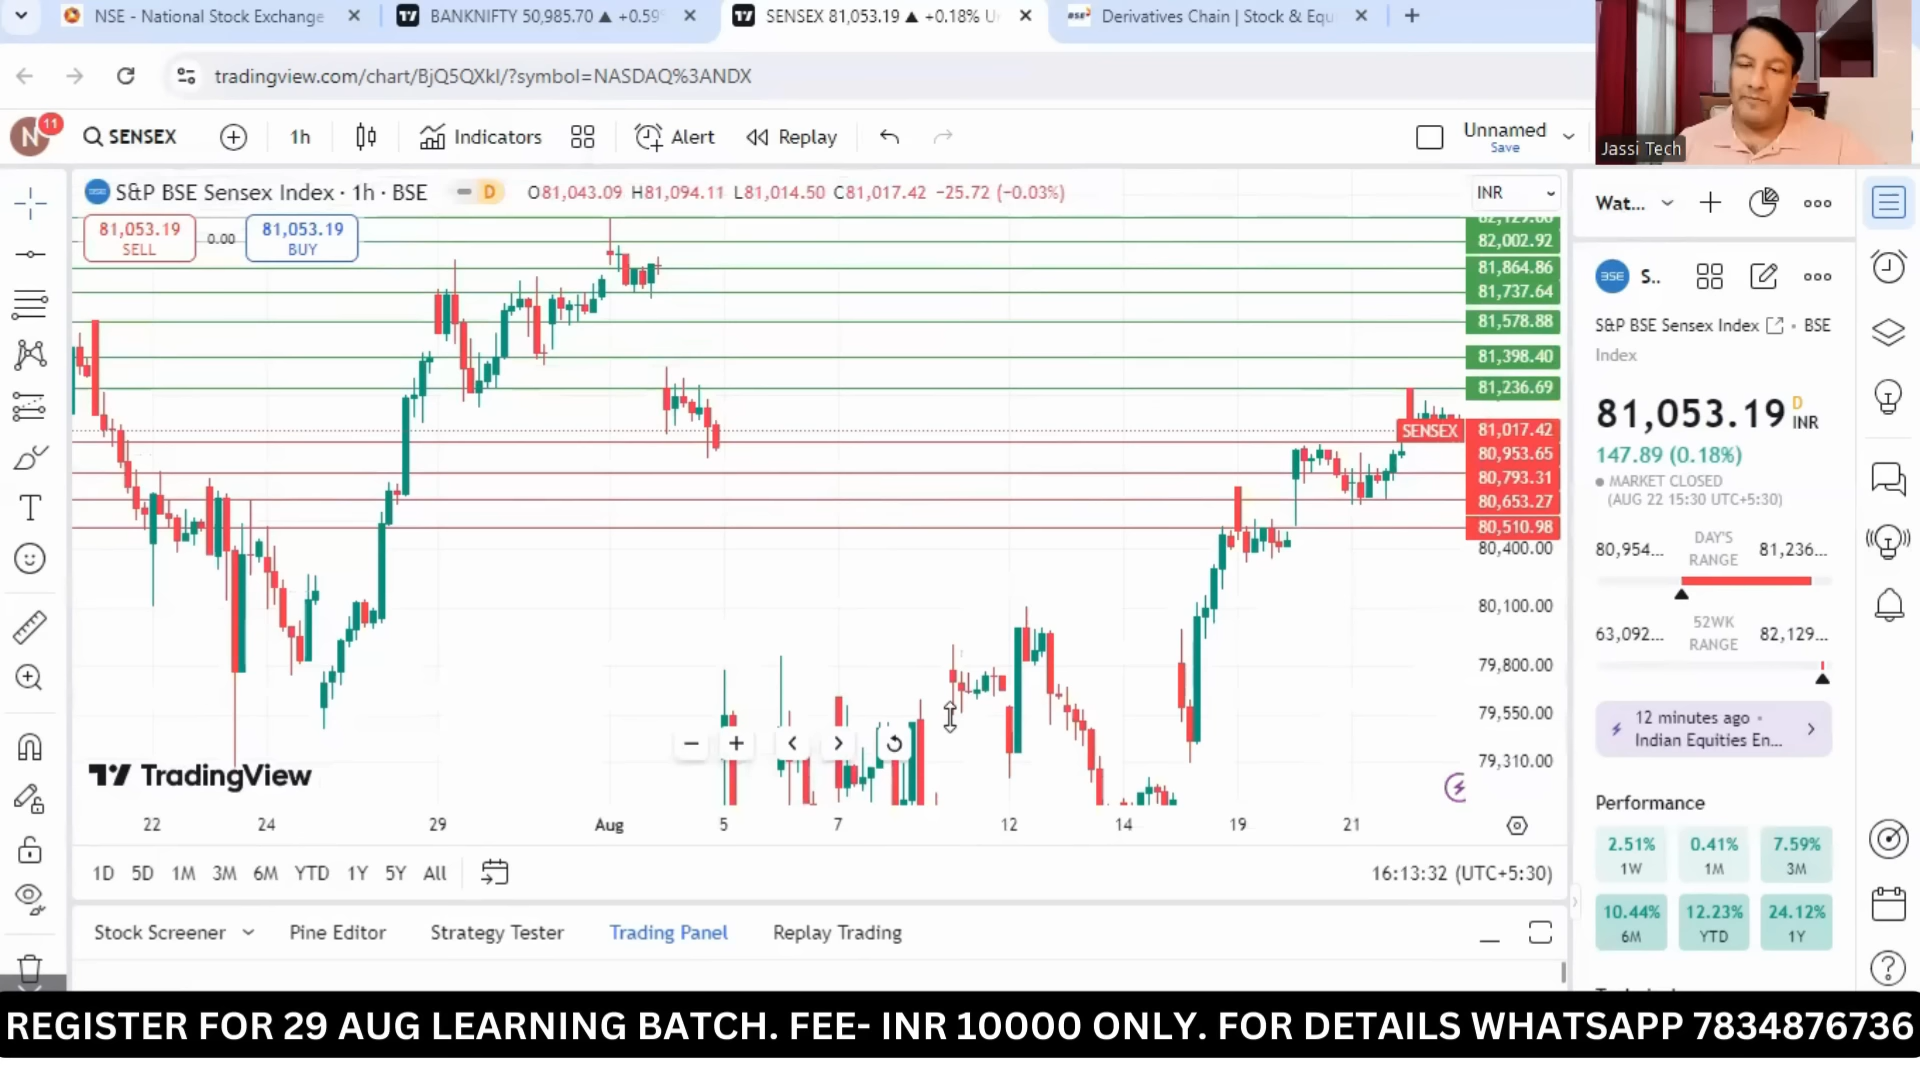 NSE - National Stock Exchange
BANKNIFTY 50,985.70 ▲ +0.59
SENSEX 81,053.19 ▲ +0.18% U
Derivatives Chain | Stock & Equ
tradingview.com/chart/BjQ5QXkI/?symbol=NASDAQ%3ANDX
N 11
SENSEX
1h
Indicators
Alert
Replay
Unnamed
Save
Jassi Tech
S&P BSE Sensex Index · 1h · BSE
D
O81,043.09 H81,094.11 L81,014.50 C81,017.42 −25.72 (−0.03%)
INR
81,053.19
SELL
0.00
81,053.19
BUY
82,129.00
82,002.92
81,864.86
81,737.64
81,578.88
81,398.40
81,236.69
SENSEX
81,017.42
80,953.65
80,793.31
80,653.27
80,510.98
80,400.00
80,100.00
79,800.00
79,550.00
79,310.00
TradingView
22 24 29 Aug 5 7 12 14 19 21
1D 5D 1M 3M 6M YTD 1Y 5Y All
16:13:32 (UTC+5:30)
Stock Screener
Pine Editor
Strategy Tester
Trading Panel
Replay Trading
Wat...
BSE
S..
S&P BSE Sensex Index • BSE
Index
81,053.19 D INR
147.89 (0.18%)
MARKET CLOSED
(AUG 22 15:30 UTC+5:30)
80,954... DAY'S RANGE 81,236...
63,092... 52WK RANGE 82,129...
12 minutes ago •
Indian Equities En...
Performance
2.51% 0.41% 7.59%
1W 1M 3M
10.44% 12.23% 24.12%
6M YTD 1Y
REGISTER FOR 29 AUG LEARNING BATCH. FEE- INR 10000 ONLY. FOR DETAILS WHATSAPP 7834876736